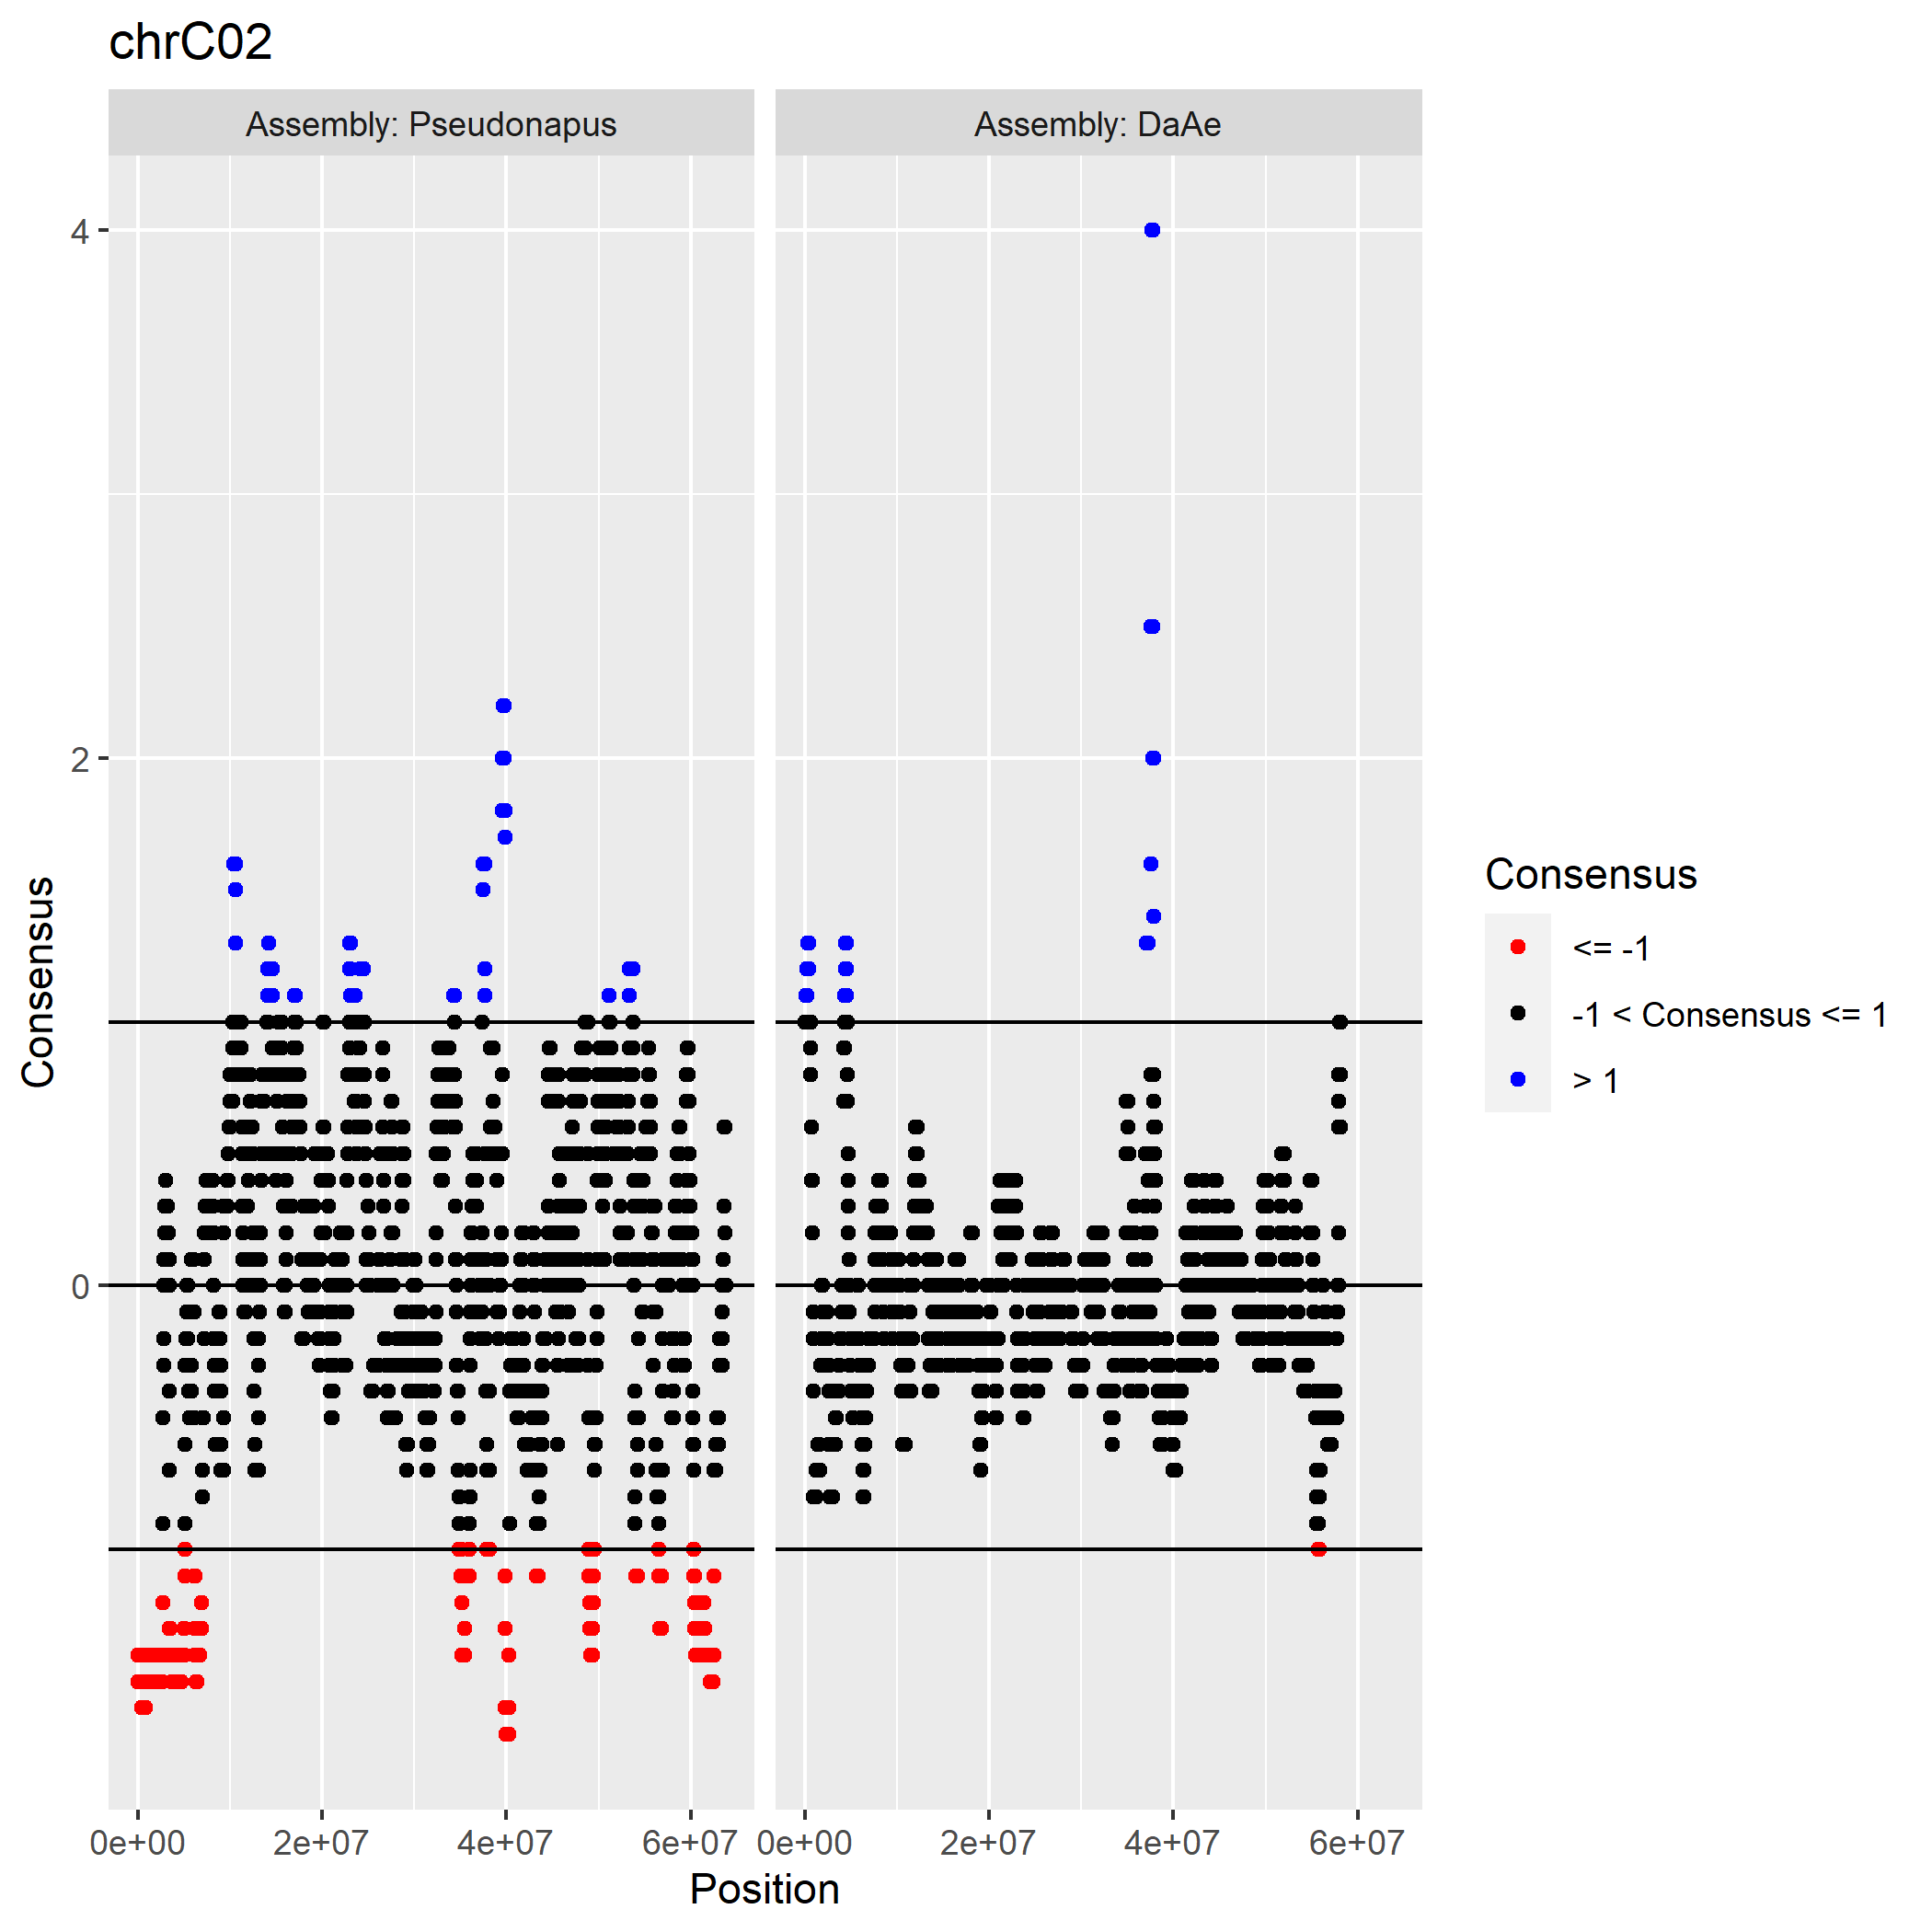 chrC02
Assembly: Pseudonapus
Assembly: DaAe
4
2
0
Consensus
0e+00
2e+07
4e+07
6e+07
0e+00
2e+07
4e+07
6e+07
Position
Consensus
<= -1
-1 < Consensus <= 1
> 1